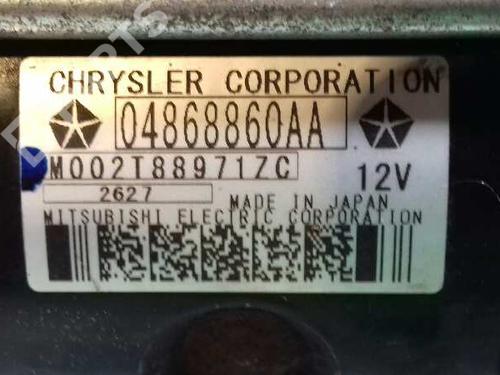 CHRYSLER CORPORATION
04868860AA
M002T88971ZC
12V
2627
MADE IN JAPAN
MITSUBISHI ELECTRIC CORPORATION